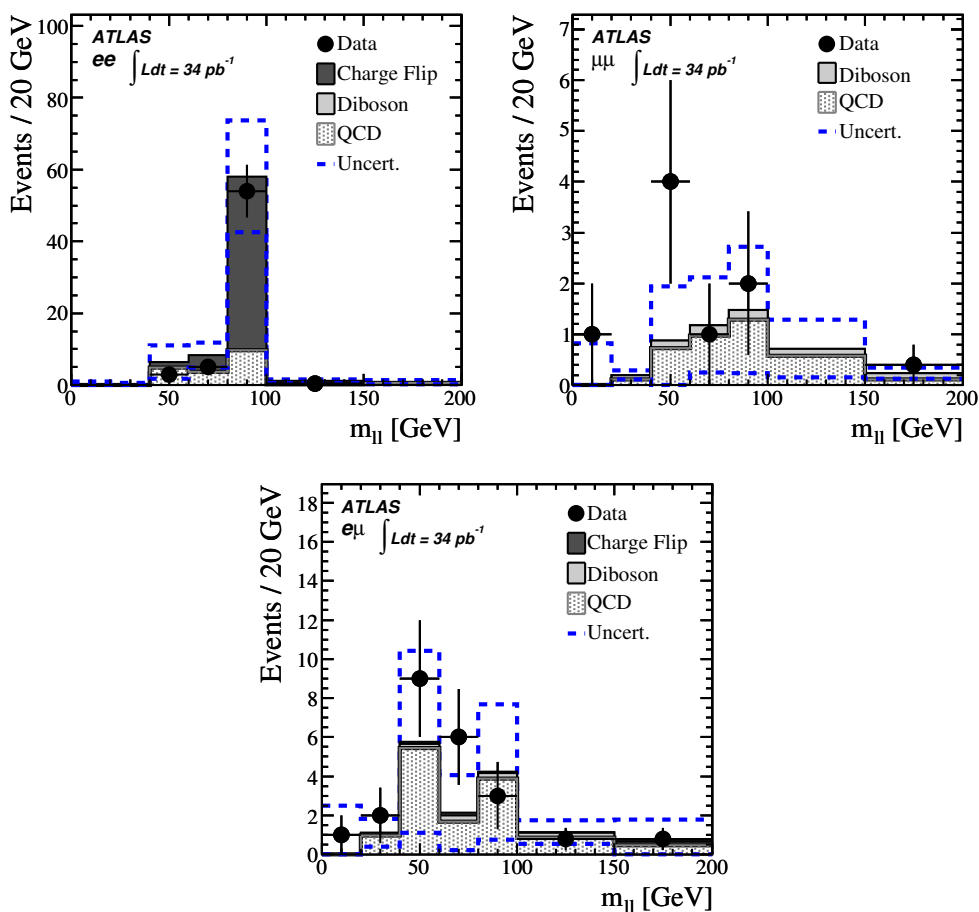 ATLAS
ee ∫ Ldt = 34 pb⁻¹
Data
Charge Flip
Diboson
QCD
Uncert.
Events / 20 GeV
100
80
60
40
20
0
0 50 100 150 200
m_ll [GeV]
ATLAS
μμ ∫ Ldt = 34 pb⁻¹
Data
Diboson
QCD
Uncert.
Events / 20 GeV
7
6
5
4
3
2
1
0
0 50 100 150 200
m_ll [GeV]
ATLAS
eμ ∫ Ldt = 34 pb⁻¹
Data
Charge Flip
Diboson
QCD
Uncert.
Events / 20 GeV
18
16
14
12
10
8
6
4
2
0
0 50 100 150 200
m_ll [GeV]